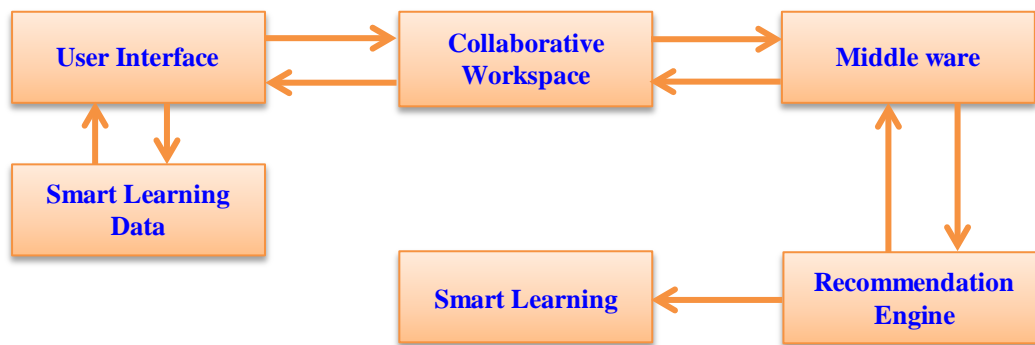 User Interface
Collaborative
Workspace
Middle ware
Smart Learning
Data
Smart Learning
Recommendation
Engine